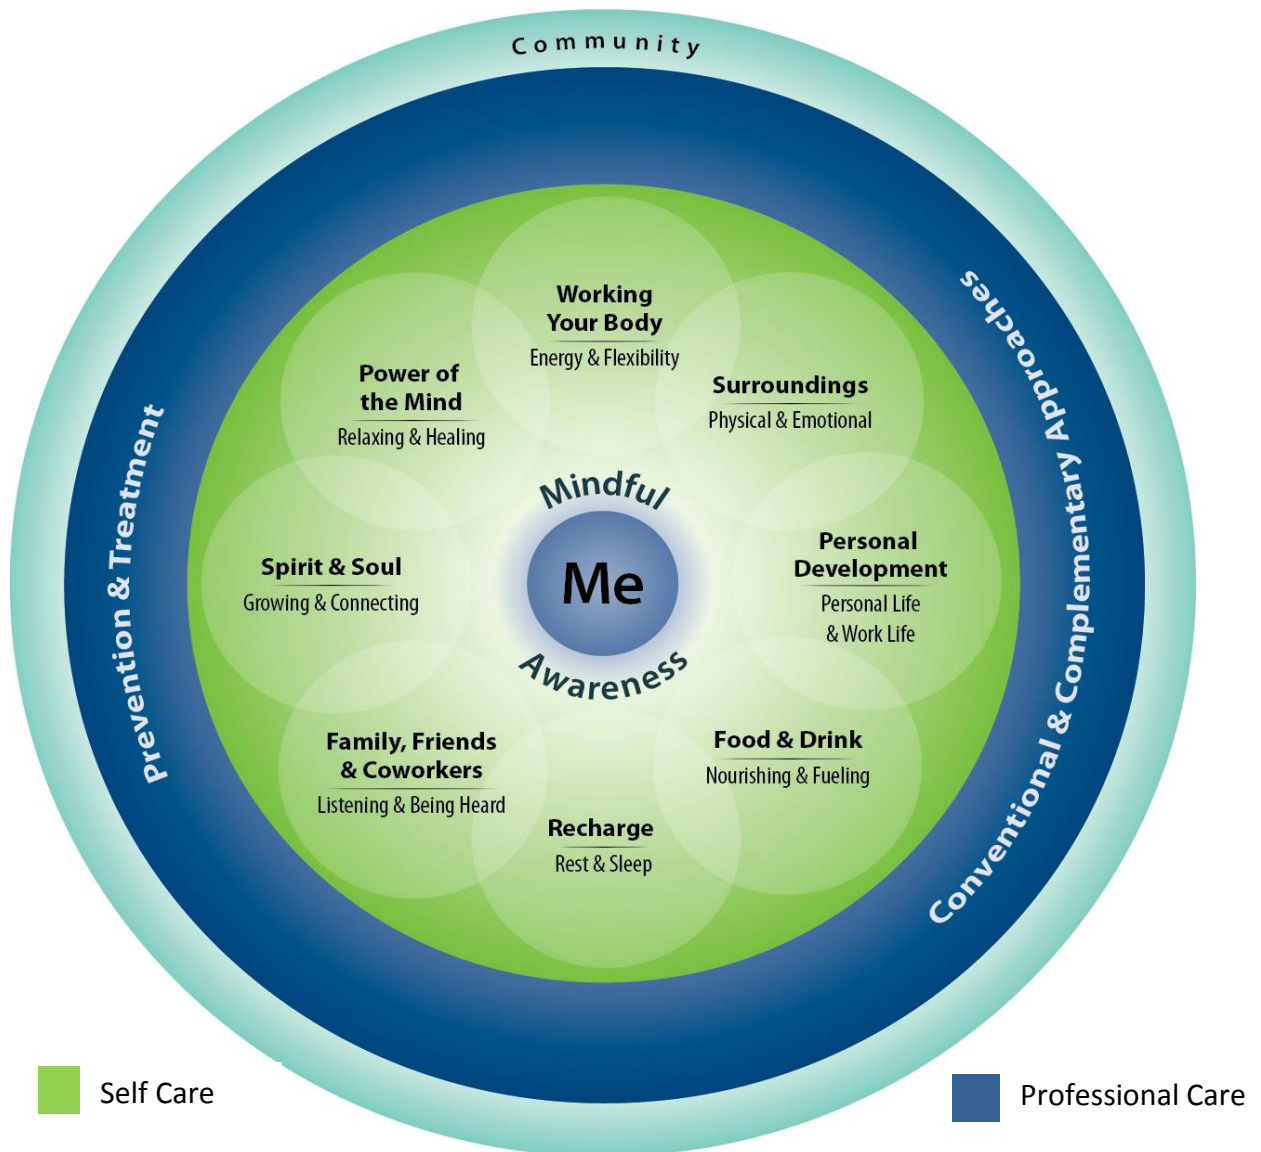 Community
Prevention & Treatment
Conventional & Complementary Approaches
Working
Your Body
Energy & Flexibility
Power of
the Mind
Relaxing & Healing
Surroundings
Physical & Emotional
Mindful
Me
Awareness
Spirit & Soul
Growing & Connecting
Personal
Development
Personal Life
& Work Life
Family, Friends
& Coworkers
Listening & Being Heard
Food & Drink
Nourishing & Fueling
Recharge
Rest & Sleep
Self Care
Professional Care